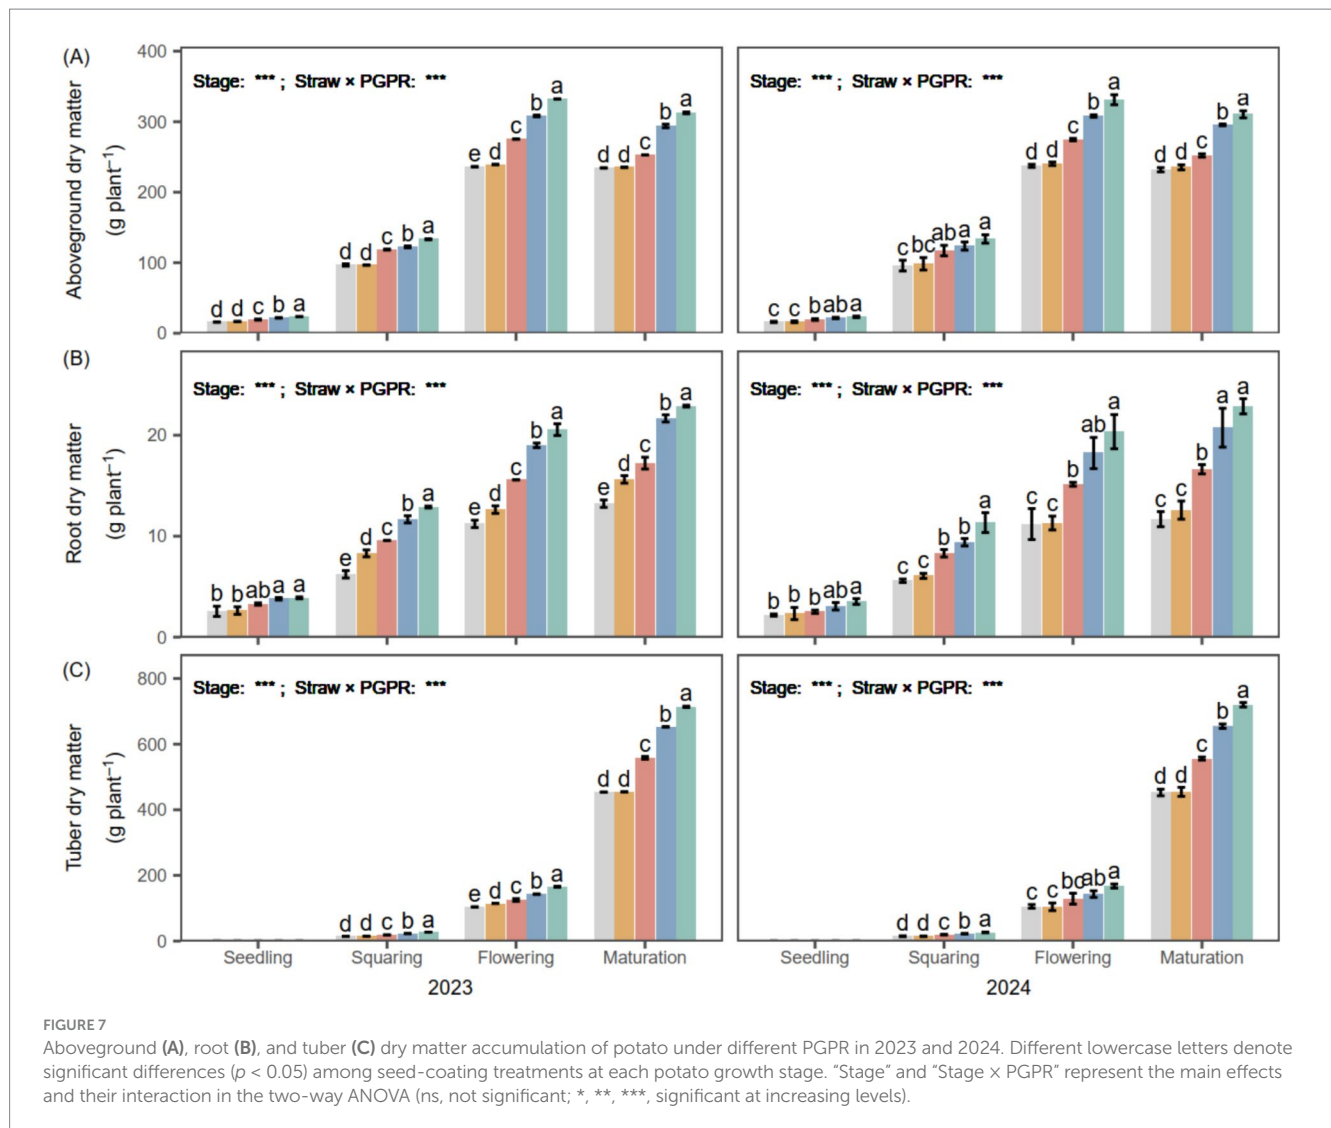 (A)
Aboveground dry matter
(g plant⁻¹)
400
300
200
100
0
Stage: *** ; Straw × PGPR: ***
d d c b a
d d c b a
e d c b a
d d c b a
Stage: *** ; Straw × PGPR: ***
c c b ab a
c bc ab a a
d d c b a
d d c b a
(B)
Root dry matter
(g plant⁻¹)
20
10
0
Stage: *** ; Straw × PGPR: ***
b b ab a a
e d c b a
e d c b a
e d c b a
Stage: *** ; Straw × PGPR: ***
b b b ab a
c c b b a
c c b ab a
c c b a a
(C)
Tuber dry matter
(g plant⁻¹)
800
600
400
200
0
Stage: *** ; Straw × PGPR: ***
d d c b a
e d c b a
d d c b a
Stage: *** ; Straw × PGPR: ***
d d c b a
c c bc ab a
d d c b a
Seedling Squaring Flowering Maturation
Seedling Squaring Flowering Maturation
2023
2024
FIGURE 7
Aboveground (A), root (B), and tuber (C) dry matter accumulation of potato under different PGPR in 2023 and 2024. Different lowercase letters denote
significant differences (p < 0.05) among seed-coating treatments at each potato growth stage. "Stage" and "Stage × PGPR" represent the main effects
and their interaction in the two-way ANOVA (ns, not significant; *, **, ***, significant at increasing levels).